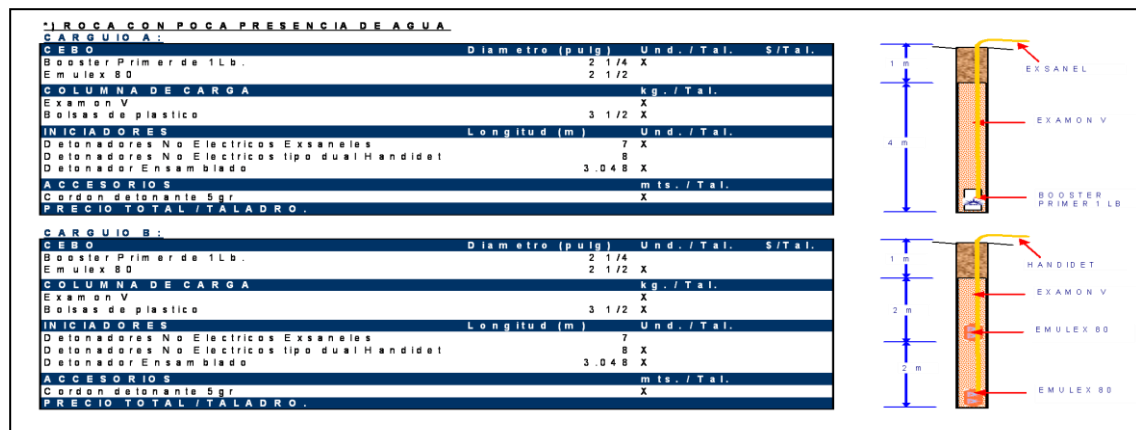 *) ROCA CON POCA PRESENCIA DE AGUA
CARGUIO A:
CEBO Diametro (pulg) Und./Tal. $/Tal.
Booster Primer de 1Lb. 2 1/4 X
Emulex 80 2 1/2
COLUMNA DE CARGA kg./Tal.
Examon V X
Bolsas de plastico 3 1/2 X
INICIADORES Longitud (m) Und./Tal.
Detonadores No Electricos Exsaneles 7 X
Detonadores No Electricos tipo dual Handidet 8
Detonador Ensamblado 3.048 X
ACCESORIOS mts./Tal.
Cordon detonante 5gr X
PRECIO TOTAL /TALADRO.
1 m
EXSANEL
EXAMON V
4 m
BOOSTER
PRIMER 1 LB
CARGUIO B:
CEBO Diametro (pulg) Und./Tal. $/Tal.
Booster Primer de 1Lb. 2 1/4
Emulex 80 2 1/2 X
COLUMNA DE CARGA kg./Tal.
Examon V X
Bolsas de plastico 3 1/2 X
INICIADORES Longitud (m) Und./Tal.
Detonadores No Electricos Exsaneles 7
Detonadores No Electricos tipo dual Handidet 8 X
Detonador Ensamblado 3.048 X
ACCESORIOS mts./Tal.
Cordon detonante 5gr X
PRECIO TOTAL /TALADRO.
1 m
HANDIDET
EXAMON V
2 m
EMULEX 80
2 m
EMULEX 80